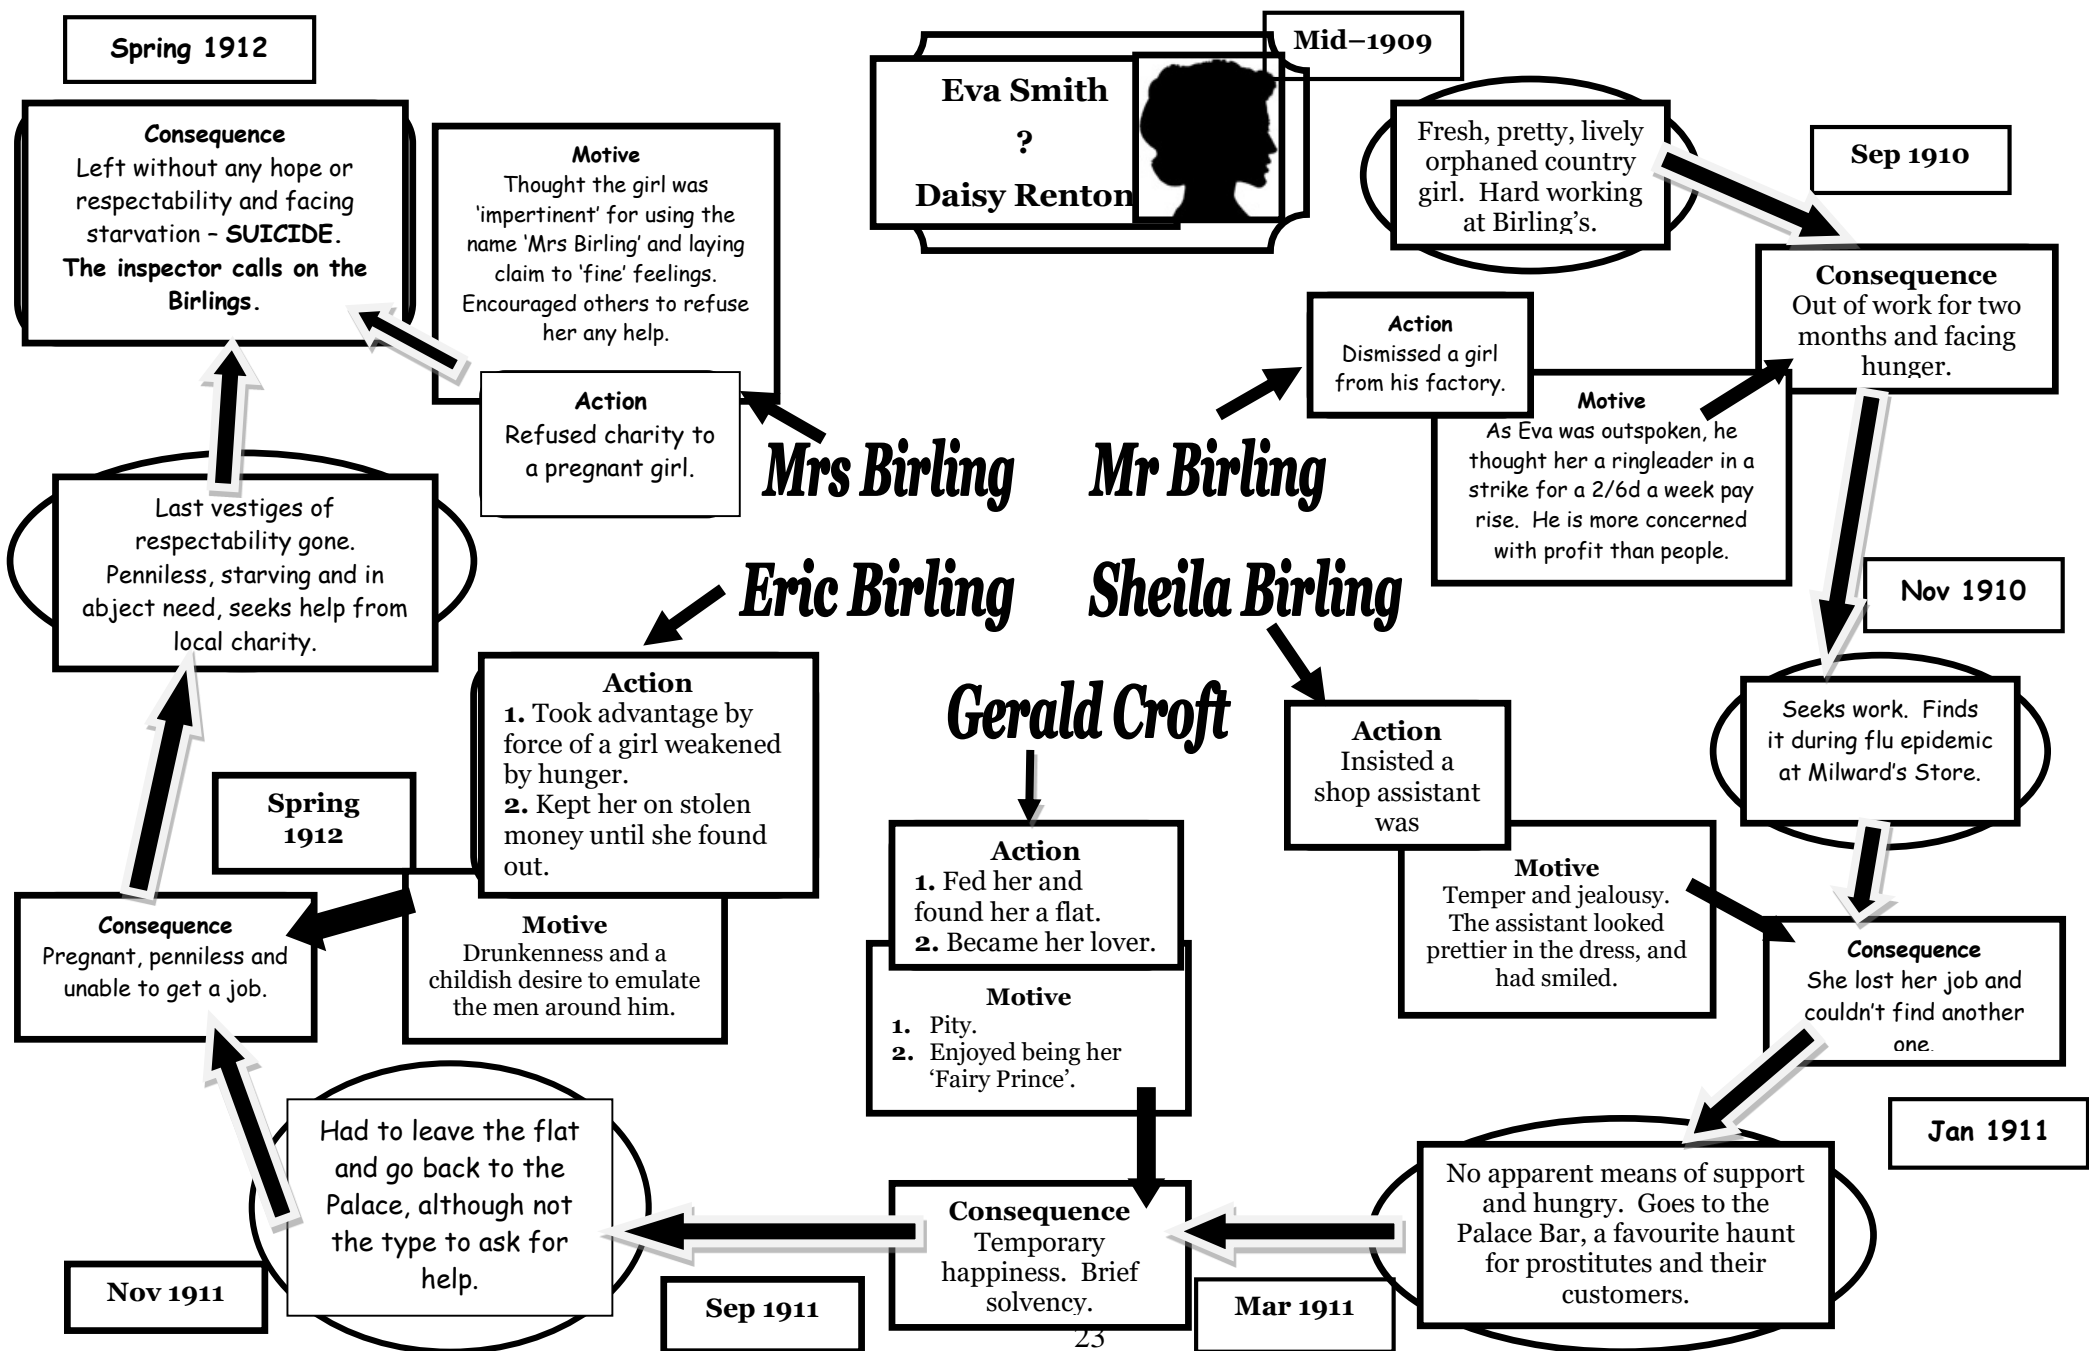 Spring 1912
Consequence
Left without any hope or
respectability and facing
starvation – SUICIDE.
The inspector calls on the
Birlings.
Motive
Thought the girl was
'impertinent' for using the
name 'Mrs Birling' and laying
claim to 'fine' feelings.
Encouraged others to refuse
her any help.
Action
Refused charity to
a pregnant girl.
Eva Smith
?
Daisy Renton
Mid–1909
Fresh, pretty, lively
orphaned country
girl. Hard working
at Birling's.
Sep 1910
Consequence
Out of work for two
months and facing
hunger.
Action
Dismissed a girl
from his factory.
Motive
As Eva was outspoken, he
thought her a ringleader in a
strike for a 2/6d a week pay
rise. He is more concerned
with profit than people.
Mrs Birling
Mr Birling
Eric Birling
Sheila Birling
Gerald Croft
Nov 1910
Seeks work. Finds
it during flu epidemic
at Milward's Store.
Action
Insisted a
shop assistant
was
Motive
Temper and jealousy.
The assistant looked
prettier in the dress, and
had smiled.
Consequence
She lost her job and
couldn't find another
one.
Jan 1911
No apparent means of support
and hungry. Goes to the
Palace Bar, a favourite haunt
for prostitutes and their
customers.
Mar 1911
Action
1. Fed her and
found her a flat.
2. Became her lover.
Motive
1. Pity.
2. Enjoyed being her
'Fairy Prince'.
Consequence
Temporary
happiness. Brief
solvency.
Sep 1911
Had to leave the flat
and go back to the
Palace, although not
the type to ask for
help.
Nov 1911
Action
1. Took advantage by
force of a girl weakened
by hunger.
2. Kept her on stolen
money until she found
out.
Motive
Drunkenness and a
childish desire to emulate
the men around him.
Spring
1912
Consequence
Pregnant, penniless and
unable to get a job.
Last vestiges of
respectability gone.
Penniless, starving and in
abject need, seeks help from
local charity.
23